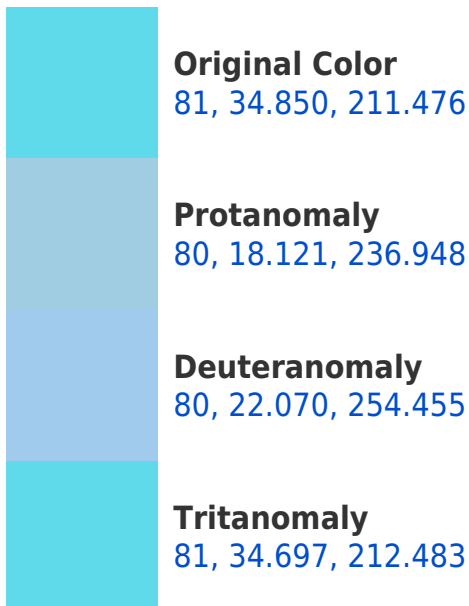 Original Color
81, 34.850, 211.476
Protanomaly
80, 18.121, 236.948
Deuteranomaly
80, 22.070, 254.455
Tritanomaly
81, 34.697, 212.483